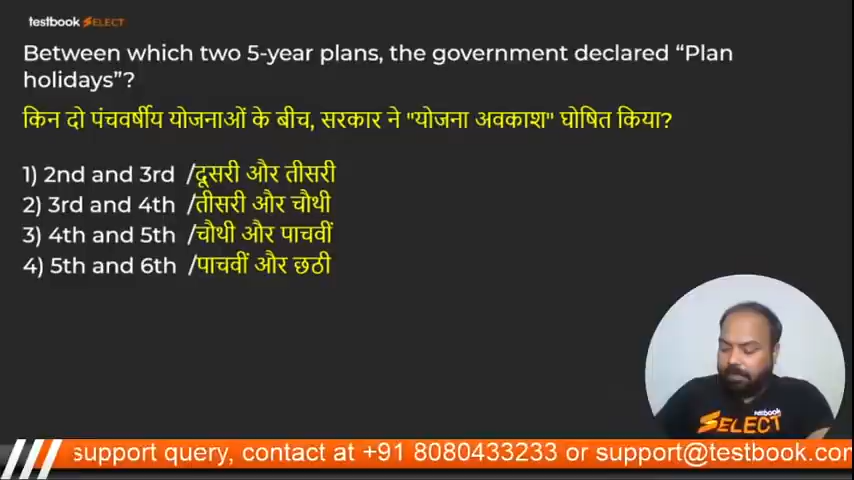 testbook SELECT
Between which two 5-year plans, the government declared “Plan
holidays”?
किन दो पंचवर्षीय योजनाओं के बीच, सरकार ने "योजना अवकाश" घोषित किया?
1) 2nd and 3rd /दूसरी और तीसरी
2) 3rd and 4th /तीसरी और चौथी
3) 4th and 5th /चौथी और पाचवीं
4) 5th and 6th /पाचवीं और छठी
testbook
SELECT
support query, contact at +91 8080433233 or support@testbook.com